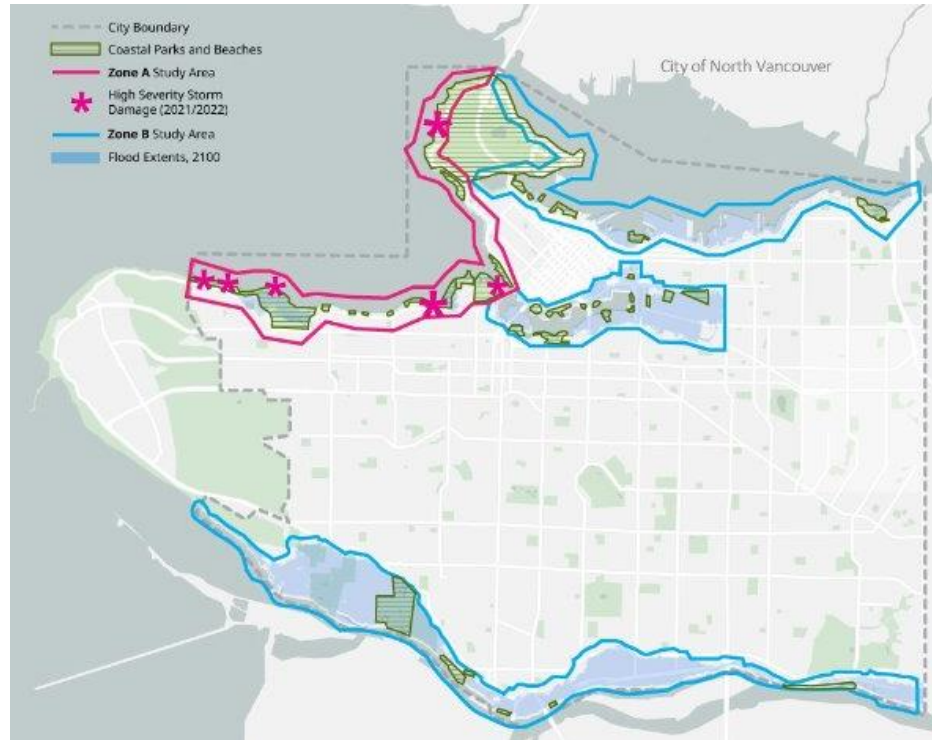 City Boundary
Coastal Parks and Beaches
Zone A Study Area
High Severity Storm
Damage (2021/2022)
Zone B Study Area
Flood Extents, 2100
City of North Vancouver